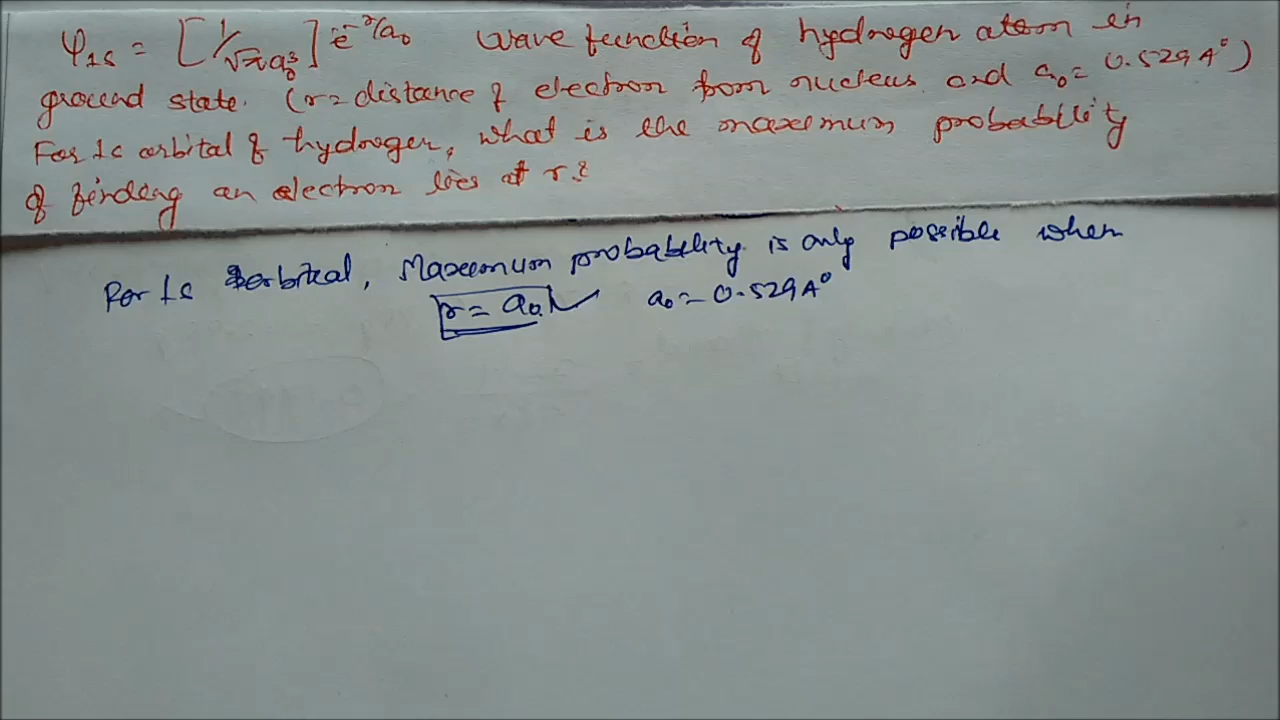 φ₁ₛ = [1/√πa₀³] e^-r/a₀ wave function of hydrogen atom in
ground state. (r = distance of electron from nucleus and a₀ = 0.529 A°)
For 1s orbital of hydrogen, what is the maximum probability
of finding an electron lies at r?
For 1s orbital, Maximum probability is only possible when
r = a₀ a₀ = 0.529 A°